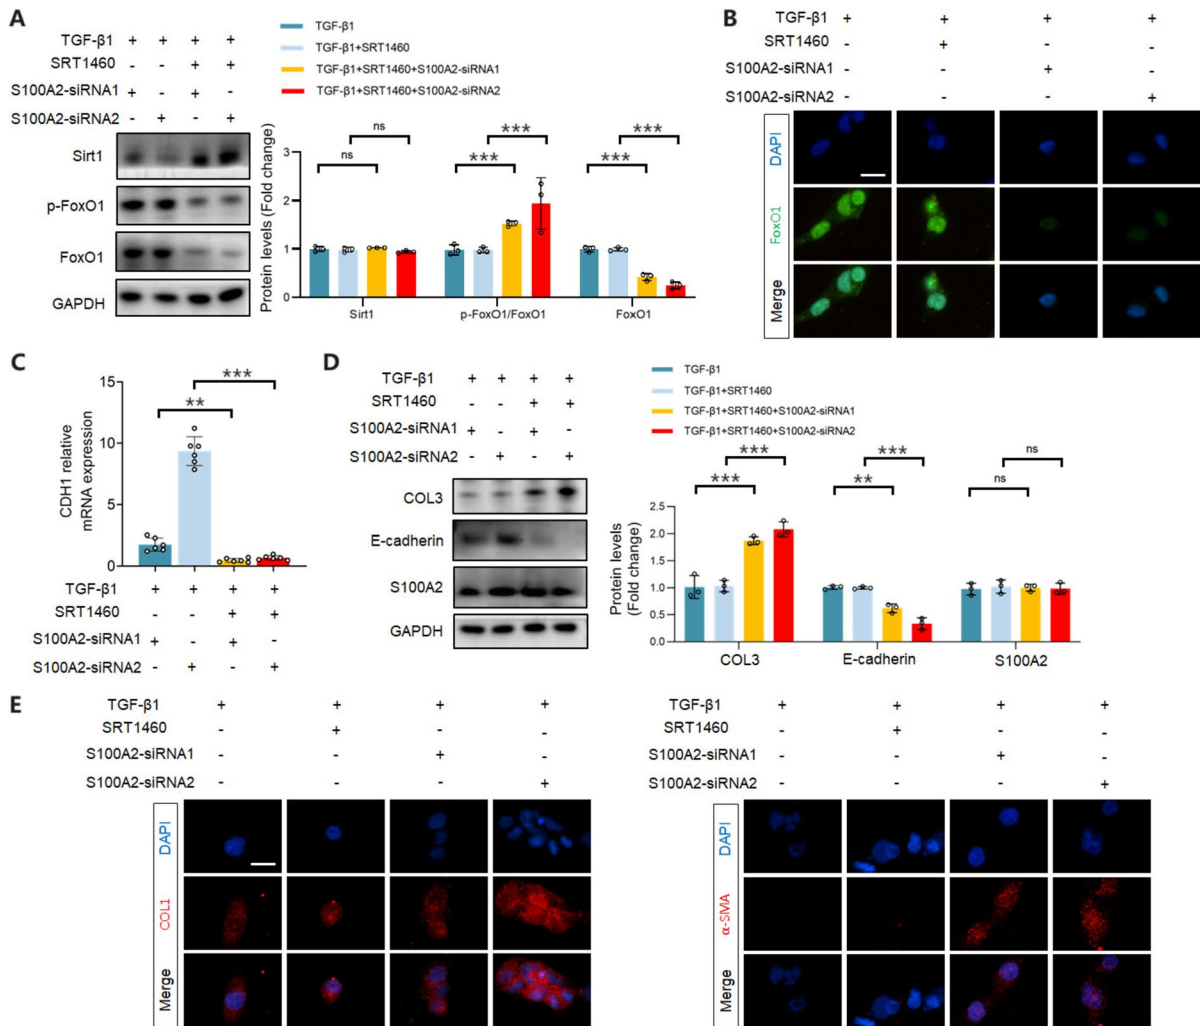 A
TGF-β1 + + + +
SRT1460 - - + +
S100A2-siRNA1 + - + -
S100A2-siRNA2 - + - +
Sirt1
p-FoxO1
FoxO1
GAPDH
TGF-β1
TGF-β1+SRT1460
TGF-β1+SRT1460+S100A2-siRNA1
TGF-β1+SRT1460+S100A2-siRNA2
Protein levels (Fold change)
3
2
1
0
ns
ns
***
***
***
***
Sirt1 p-FoxO1/FoxO1 FoxO1
B
TGF-β1 + + + +
SRT1460 - + - -
S100A2-siRNA1 - - + -
S100A2-siRNA2 - - - +
DAPI
FoxO1
Merge
C
CDH1 relative
mRNA expression
15
10
5
0
***
**
TGF-β1 + + + +
SRT1460 - - + +
S100A2-siRNA1 + - + -
S100A2-siRNA2 - + - +
D
TGF-β1 + + + +
SRT1460 - - + +
S100A2-siRNA1 + - + -
S100A2-siRNA2 - + - +
COL3
E-cadherin
S100A2
GAPDH
TGF-β1
TGF-β1+SRT1460
TGF-β1+SRT1460+S100A2-siRNA1
TGF-β1+SRT1460+S100A2-siRNA2
Protein levels
(Fold change)
2.5
2.0
1.5
1.0
0.5
0.0
***
***
***
**
ns
ns
COL3 E-cadherin S100A2
E
TGF-β1 + + + +
SRT1460 - + - -
S100A2-siRNA1 - - + -
S100A2-siRNA2 - - - +
DAPI
COL1
Merge
TGF-β1 + + + +
SRT1460 - + - -
S100A2-siRNA1 - - + -
S100A2-siRNA2 - - - +
DAPI
α-SMA
Merge